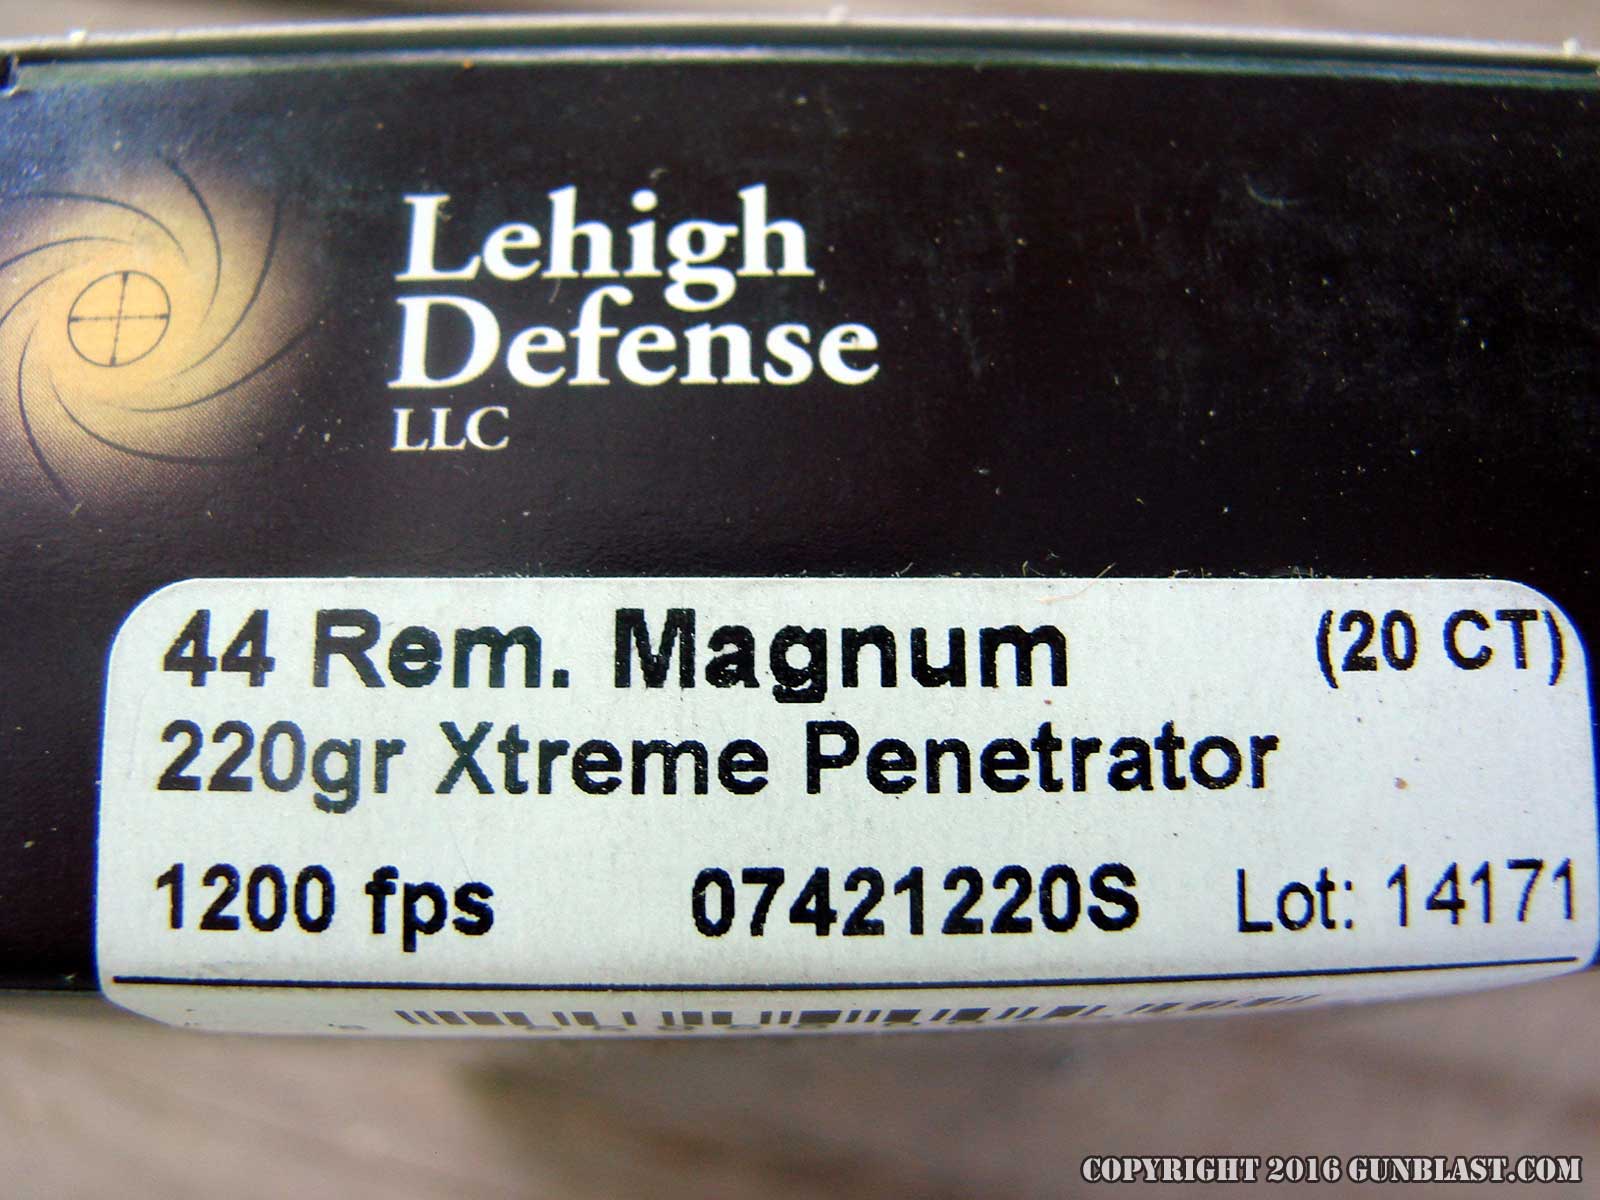 Lehigh
Defense
LLC
44 Rem. Magnum (20 CT)
220gr Xtreme Penetrator
1200 fps 07421220S Lot: 14171
COPYRIGHT 2016 GUNBLAST.COM